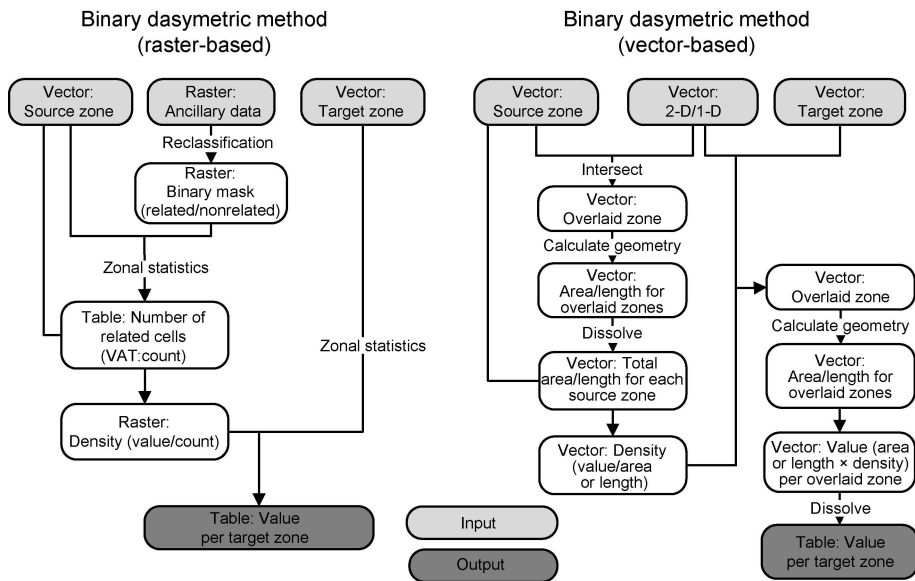 Binary dasymetric method
(raster-based)
Vector:
Source zone
Raster:
Ancillary data
Vector:
Target zone
Reclassification
Raster:
Binary mask
(related/nonrelated)
Zonal statistics
Table: Number of
related cells
(VAT:count)
Zonal statistics
Raster:
Density (value/count)
Table: Value
per target zone
Binary dasymetric method
(vector-based)
Vector:
Source zone
Vector:
2-D/1-D
Vector:
Target zone
Intersect
Vector:
Overlaid zone
Calculate geometry
Vector:
Area/length for
overlaid zones
Dissolve
Vector: Total
area/length for each
source zone
Vector: Density
(value/area
or length)
Vector:
Overlaid zone
Calculate geometry
Vector:
Area/length for
overlaid zones
Vector: Value (area
or length × density)
per overlaid zone
Dissolve
Table: Value
per target zone
Input
Output